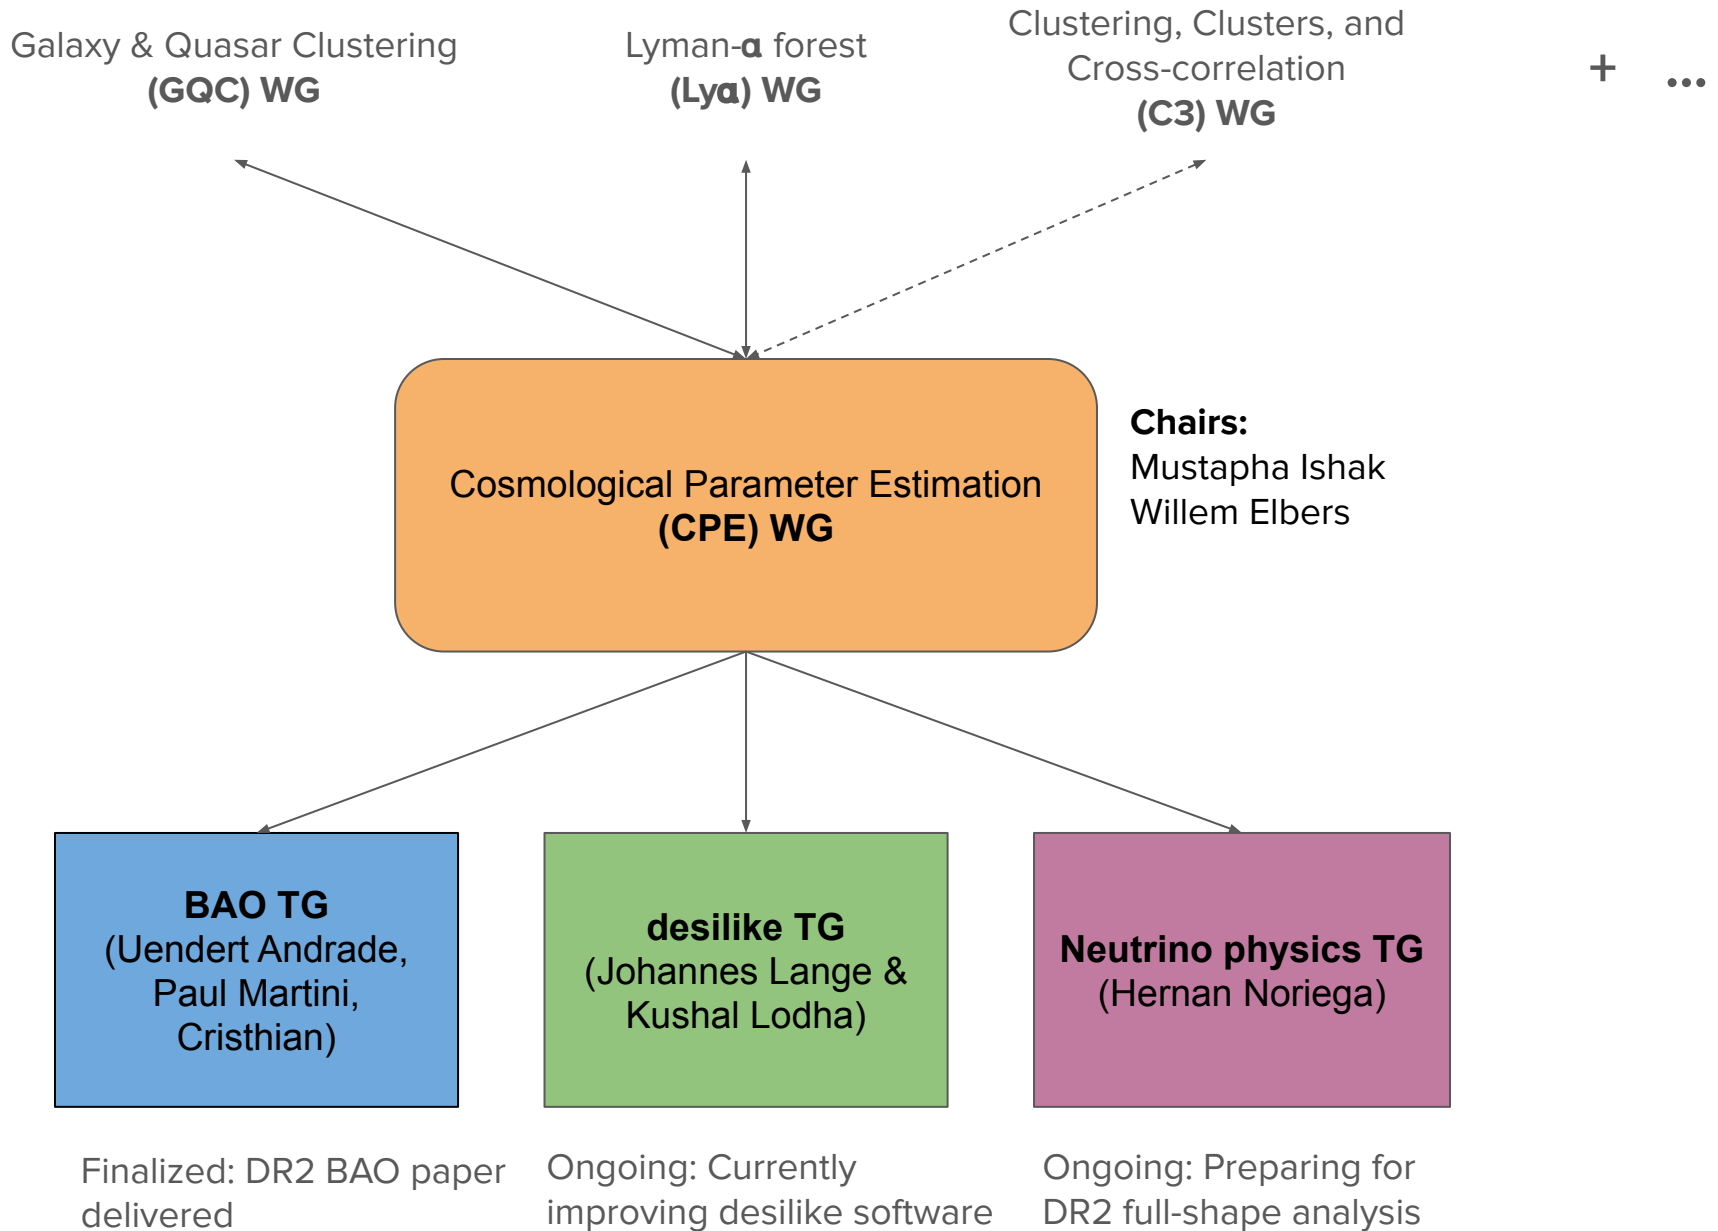 Galaxy & Quasar Clustering
(GQC) WG
Lyman-α forest
(Lyα) WG
Clustering, Clusters, and
Cross-correlation
(C3) WG
+ ...
Cosmological Parameter Estimation
(CPE) WG
Chairs:
Mustapha Ishak
Willem Elbers
BAO TG
(Uendert Andrade,
Paul Martini,
Cristhian)
desilike TG
(Johannes Lange &
Kushal Lodha)
Neutrino physics TG
(Hernan Noriega)
Finalized: DR2 BAO paper
delivered
Ongoing: Currently
improving desilike software
Ongoing: Preparing for
DR2 full-shape analysis